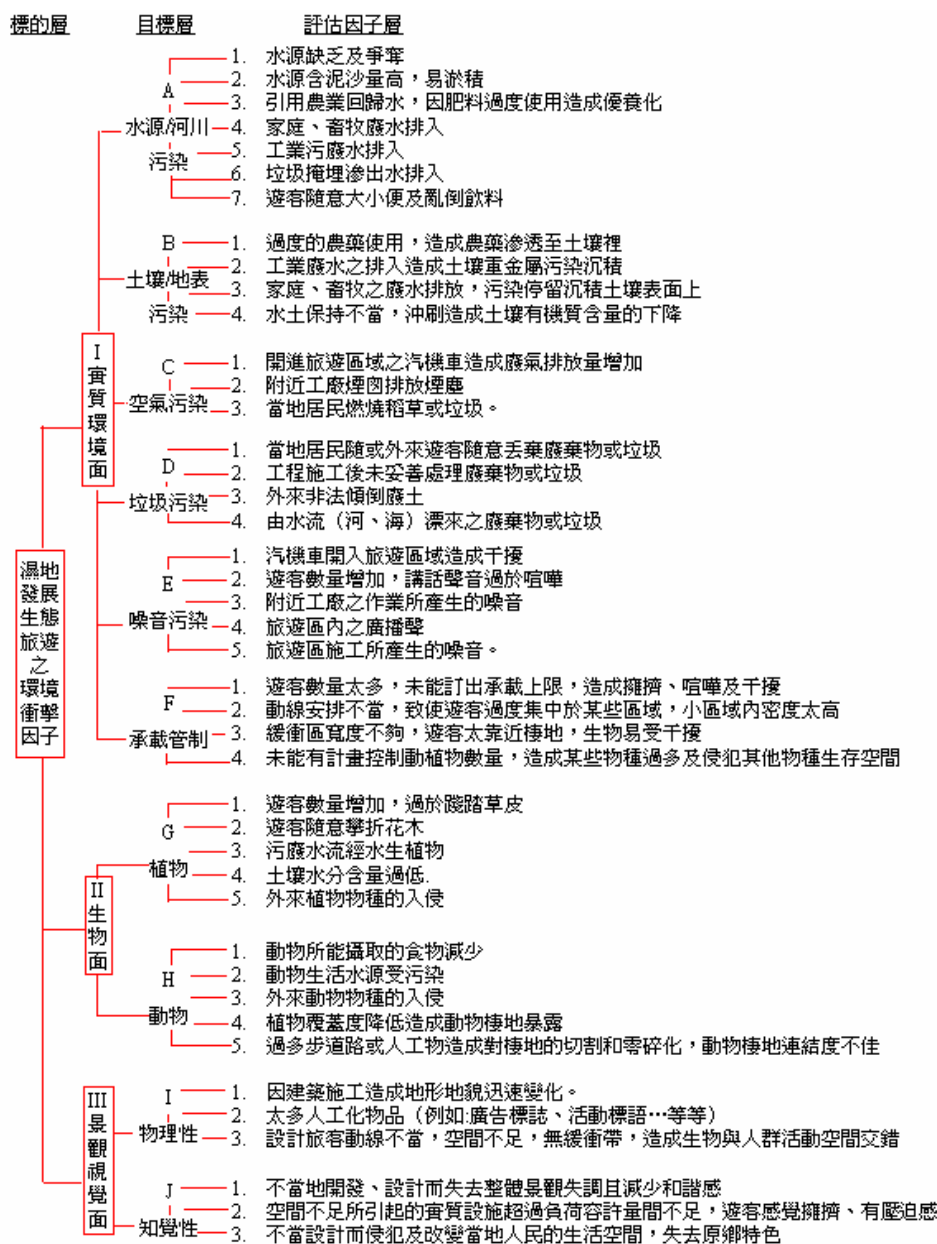 標的層 目標層 評估因子層
濕地發展生態旅遊之環境衝擊因子
I 實質環境面
A 水源/河川污染
1. 水源缺乏及爭奪
2. 水源含泥沙量高，易淤積
3. 引用農業回歸水，因肥料過度使用造成優養化
4. 家庭、畜牧廢水排入
5. 工業污廢水排入
6. 垃圾掩埋滲出水排入
7. 遊客隨意大小便及亂倒飲料
B 土壤/地表污染
1. 過度的農藥使用，造成農藥滲透至土壤裡
2. 工業廢水之排入造成土壤重金屬污染沉積
3. 家庭、畜牧之廢水排放，污染停留沉積土壤表面上
4. 水土保持不當，沖刷造成土壤有機質含量的下降
C 空氣污染
1. 開進旅遊區域之汽機車造成廢氣排放量增加
2. 附近工廠煙囪排放煙塵
3. 當地居民燃燒稻草或垃圾。
D 垃圾污染
1. 當地居民隨或外來遊客隨意丟棄廢棄物或垃圾
2. 工程施工後未妥善處理廢棄物或垃圾
3. 外來非法傾倒廢土
4. 由水流（河、海）漂來之廢棄物或垃圾
E 噪音污染
1. 汽機車開入旅遊區域造成干擾
2. 遊客數量增加，講話聲音過於喧嘩
3. 附近工廠之作業所產生的噪音
4. 旅遊區內之廣播聲
5. 旅遊區施工所產生的噪音。
F 承載管制
1. 遊客數量太多，未能訂出承載上限，造成擁擠、喧嘩及干擾
2. 動線安排不當，致使遊客過度集中於某些區域，小區域內密度太高
3. 緩衝區寬度不夠，遊客太靠近棲地，生物易受干擾
4. 未能有計畫控制動植物數量，造成某些物種過多及侵犯其他物種生存空間
II 生物面
G 植物
1. 遊客數量增加，過於踐踏草皮
2. 遊客隨意攀折花木
3. 污廢水流經水生植物
4. 土壤水分含量過低.
5. 外來植物物種的入侵
H 動物
1. 動物所能攝取的食物減少
2. 動物生活水源受污染
3. 外來動物物種的入侵
4. 植物覆蓋度降低造成動物棲地暴露
5. 過多步道路或人工物造成對棲地的切割和零碎化，動物棲地連結度不佳
III 景觀視覺面
I 物理性
1. 因建築施工造成地形地貌迅速變化。
2. 太多人工化物品（例如:廣告標誌、活動標語…等等）
3. 設計旅客動線不當，空間不足，無緩衝帶，造成生物與人群活動空間交錯
J 知覺性
1. 不當地開發、設計而失去整體景觀失調且減少和諧感
2. 空間不足所引起的實質設施超過負荷容許量間不足，遊客感覺擁擠、有壓迫感
3. 不當設計而侵犯及改變當地人民的生活空間，失去原鄉特色